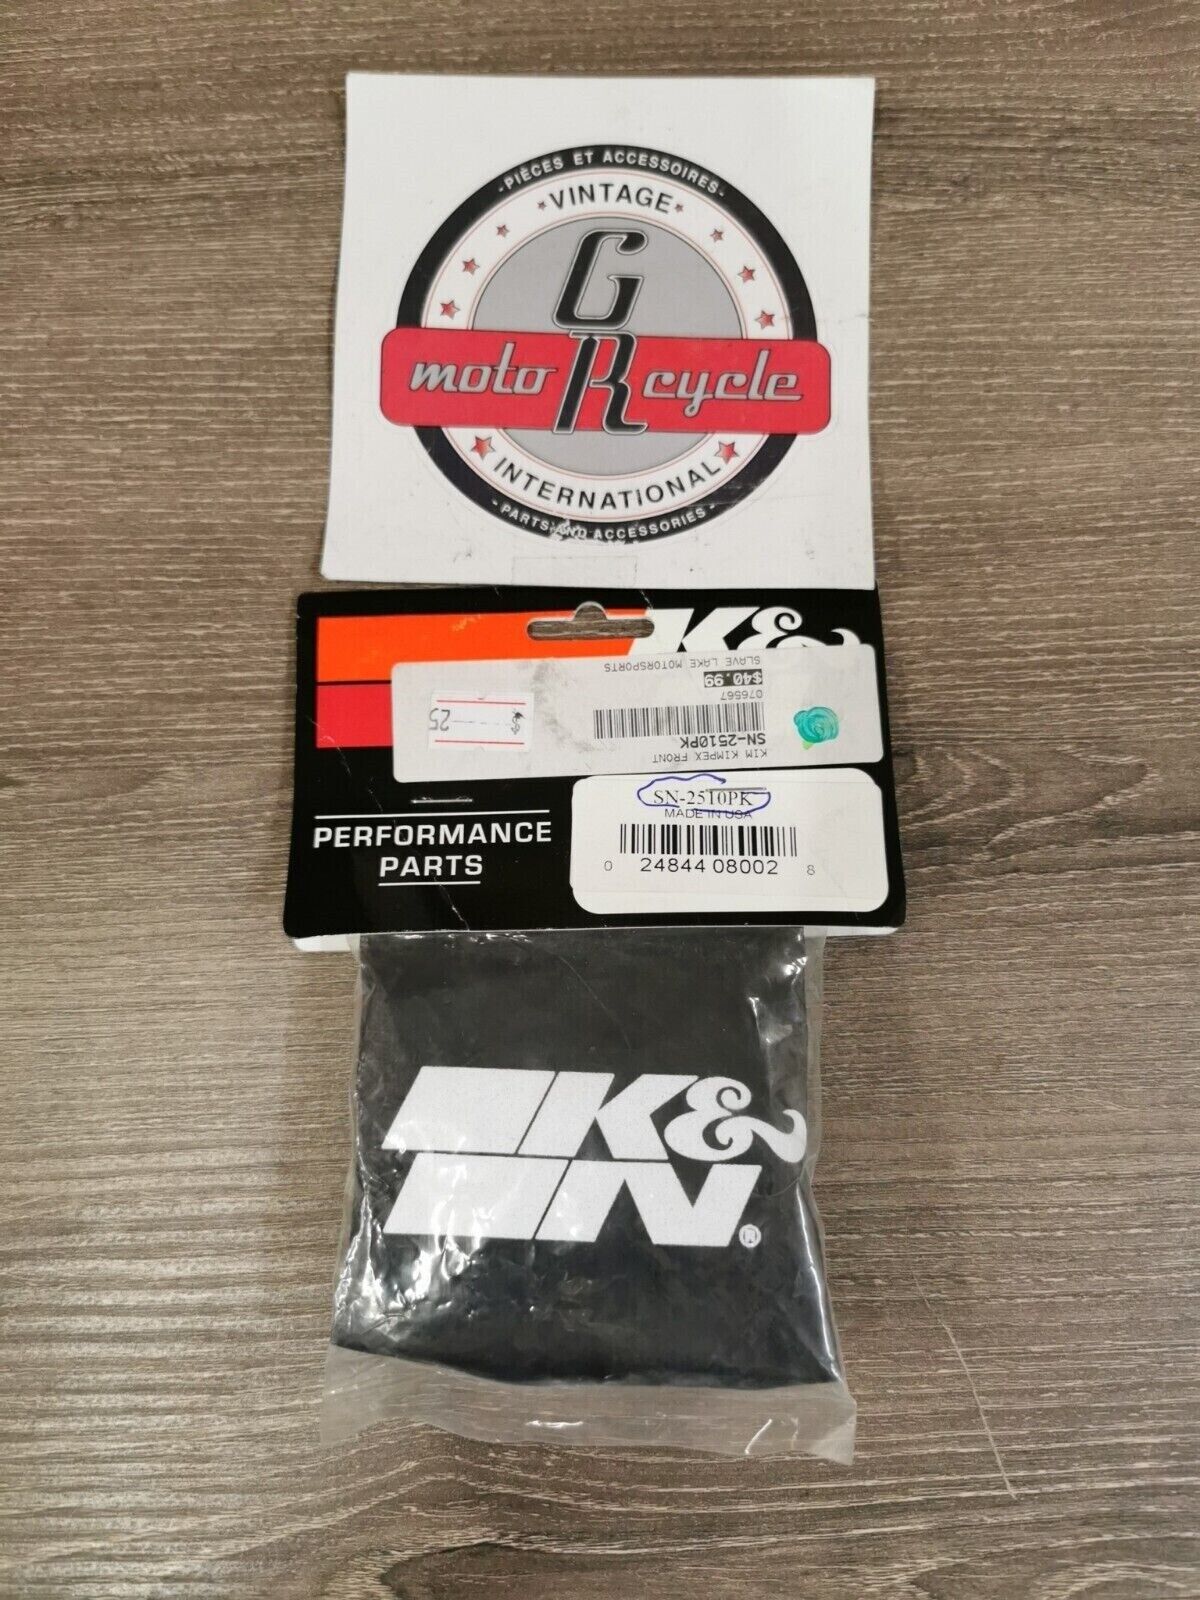 -PIÈCES ET ACCESSOIRES-
VINTAGE
G
moto R cycle
INTERNATIONAL
-PARTS AND ACCESSORIES-
K&
SLAVE LAKE MOTORSPORTS
$40.99
076567
SN-2510PK
KIM KIMPEX FRONT
25
SN-2510PK
MADE IN USA
0 24844 08002 8
PERFORMANCE
PARTS
K&
N®